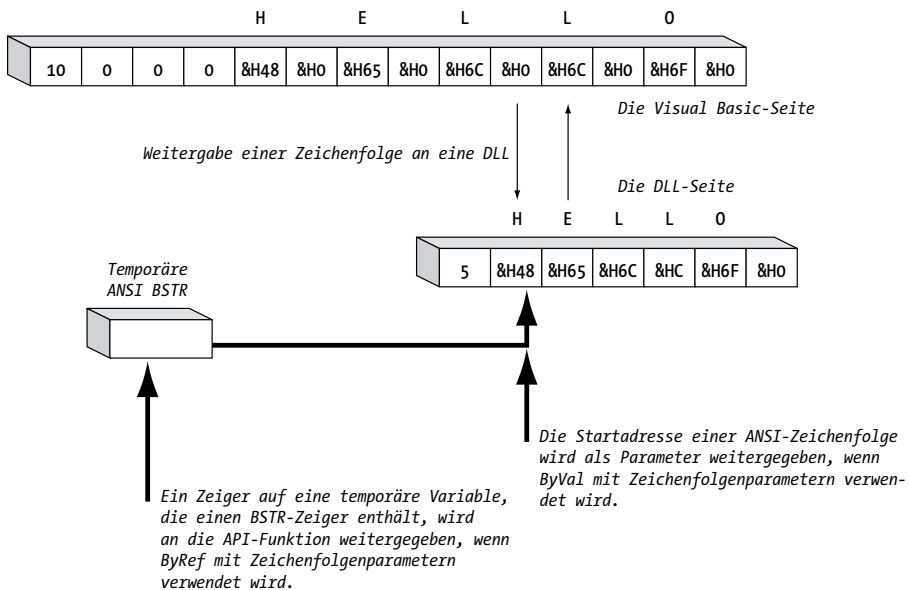 H E L L O
10 0 0 0 &H48 &H0 &H65 &H0 &H6C &H0 &H6C &H0 &H6F &H0
Die Visual Basic-Seite
Weitergabe einer Zeichenfolge an eine DLL
Die DLL-Seite
H E L L O
5 &H48 &H65 &H6C &HC &H6F &H0
Temporäre
ANSI BSTR
Die Startadresse einer ANSI-Zeichenfolge
wird als Parameter weitergegeben, wenn
ByVal mit Zeichenfolgenparametern verwen-
det wird.
Ein Zeiger auf eine temporäre Variable,
die einen BSTR-Zeiger enthält, wird
an die API-Funktion weitergegeben, wenn
ByRef mit Zeichenfolgenparametern
verwendet wird.